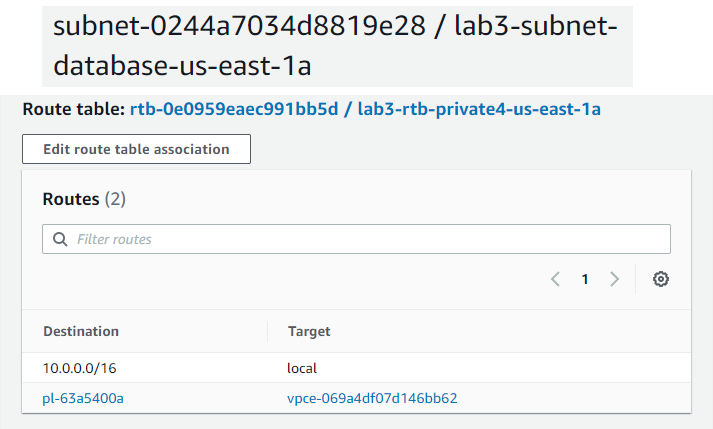 subnet-0244a7034d8819e28 / lab3-subnet-
database-us-east-1a
Route table: rtb-0e0959eaec991bb5d / lab3-rtb-private4-us-east-1a
Edit route table association
Routes (2)
Filter routes
1
Destination Target
10.0.0.0/16 local
pl-63a5400a vpce-069a4df07d146bb62